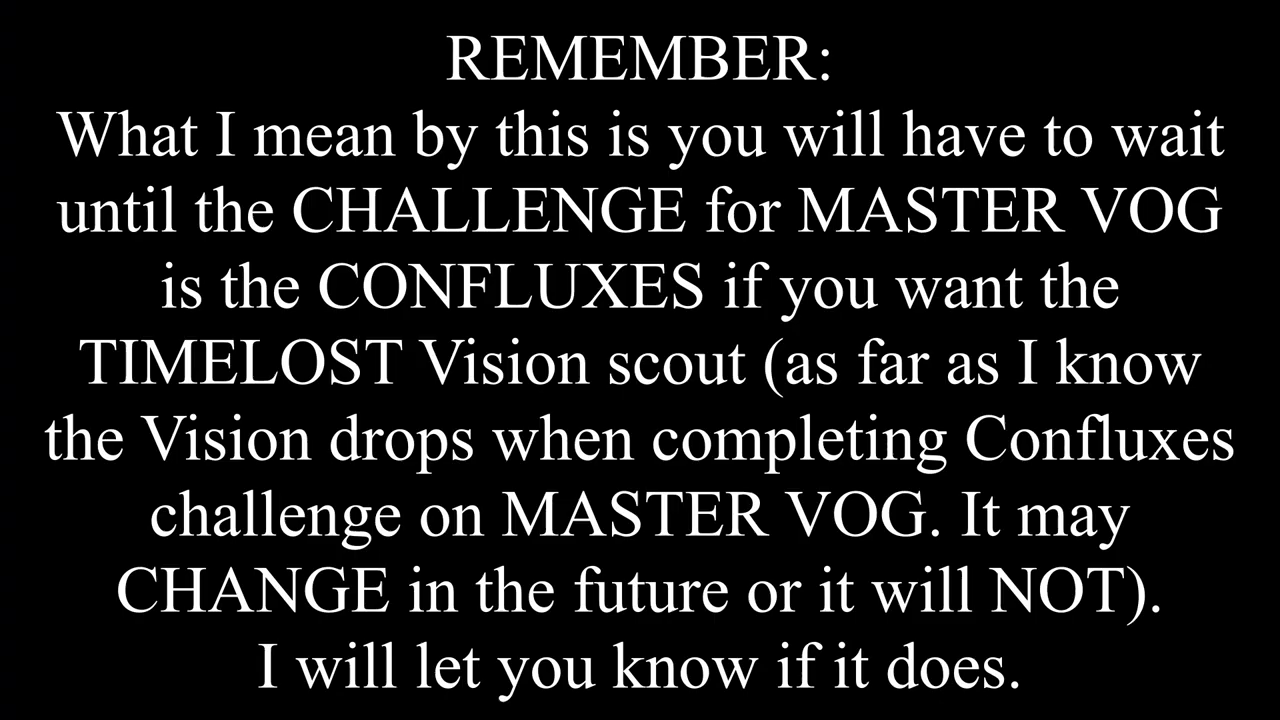 REMEMBER:
What I mean by this is you will have to wait
until the CHALLENGE for MASTER VOG
is the CONFLUXES if you want the
TIMELOST Vision scout (as far as I know
the Vision drops when completing Confluxes
challenge on MASTER VOG. It may
CHANGE in the future or it will NOT).
I will let you know if it does.